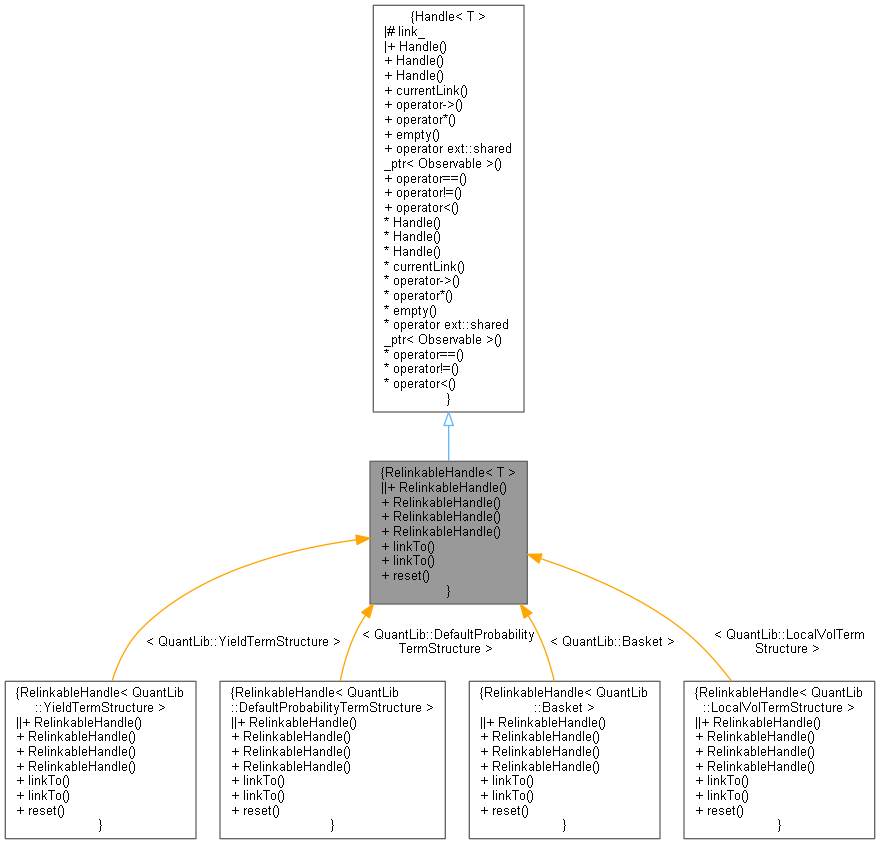 {Handle< T >
|# link_
|+ Handle()
+ Handle()
+ Handle()
+ currentLink()
+ operator->()
+ operator*()
+ empty()
+ operator ext::shared
_ptr< Observable >()
+ operator==()
+ operator!=()
+ operator<()
* Handle()
* Handle()
* Handle()
* currentLink()
* operator->()
* operator*()
* empty()
* operator ext::shared
_ptr< Observable >()
* operator==()
* operator!=()
* operator<()
}
{RelinkableHandle< T >
||+ RelinkableHandle()
+ RelinkableHandle()
+ RelinkableHandle()
+ RelinkableHandle()
+ linkTo()
+ linkTo()
+ reset()
}
< QuantLib::YieldTermStructure >
< QuantLib::DefaultProbability
TermStructure >
< QuantLib::Basket >
< QuantLib::LocalVolTerm
Structure >
{RelinkableHandle< QuantLib
::YieldTermStructure >
||+ RelinkableHandle()
+ RelinkableHandle()
+ RelinkableHandle()
+ RelinkableHandle()
+ linkTo()
+ linkTo()
+ reset()
}
{RelinkableHandle< QuantLib
::DefaultProbabilityTermStructure >
||+ RelinkableHandle()
+ RelinkableHandle()
+ RelinkableHandle()
+ RelinkableHandle()
+ linkTo()
+ linkTo()
+ reset()
}
{RelinkableHandle< QuantLib
::Basket >
||+ RelinkableHandle()
+ RelinkableHandle()
+ RelinkableHandle()
+ RelinkableHandle()
+ linkTo()
+ linkTo()
+ reset()
}
{RelinkableHandle< QuantLib
::LocalVolTermStructure >
||+ RelinkableHandle()
+ RelinkableHandle()
+ RelinkableHandle()
+ RelinkableHandle()
+ linkTo()
+ linkTo()
+ reset()
}